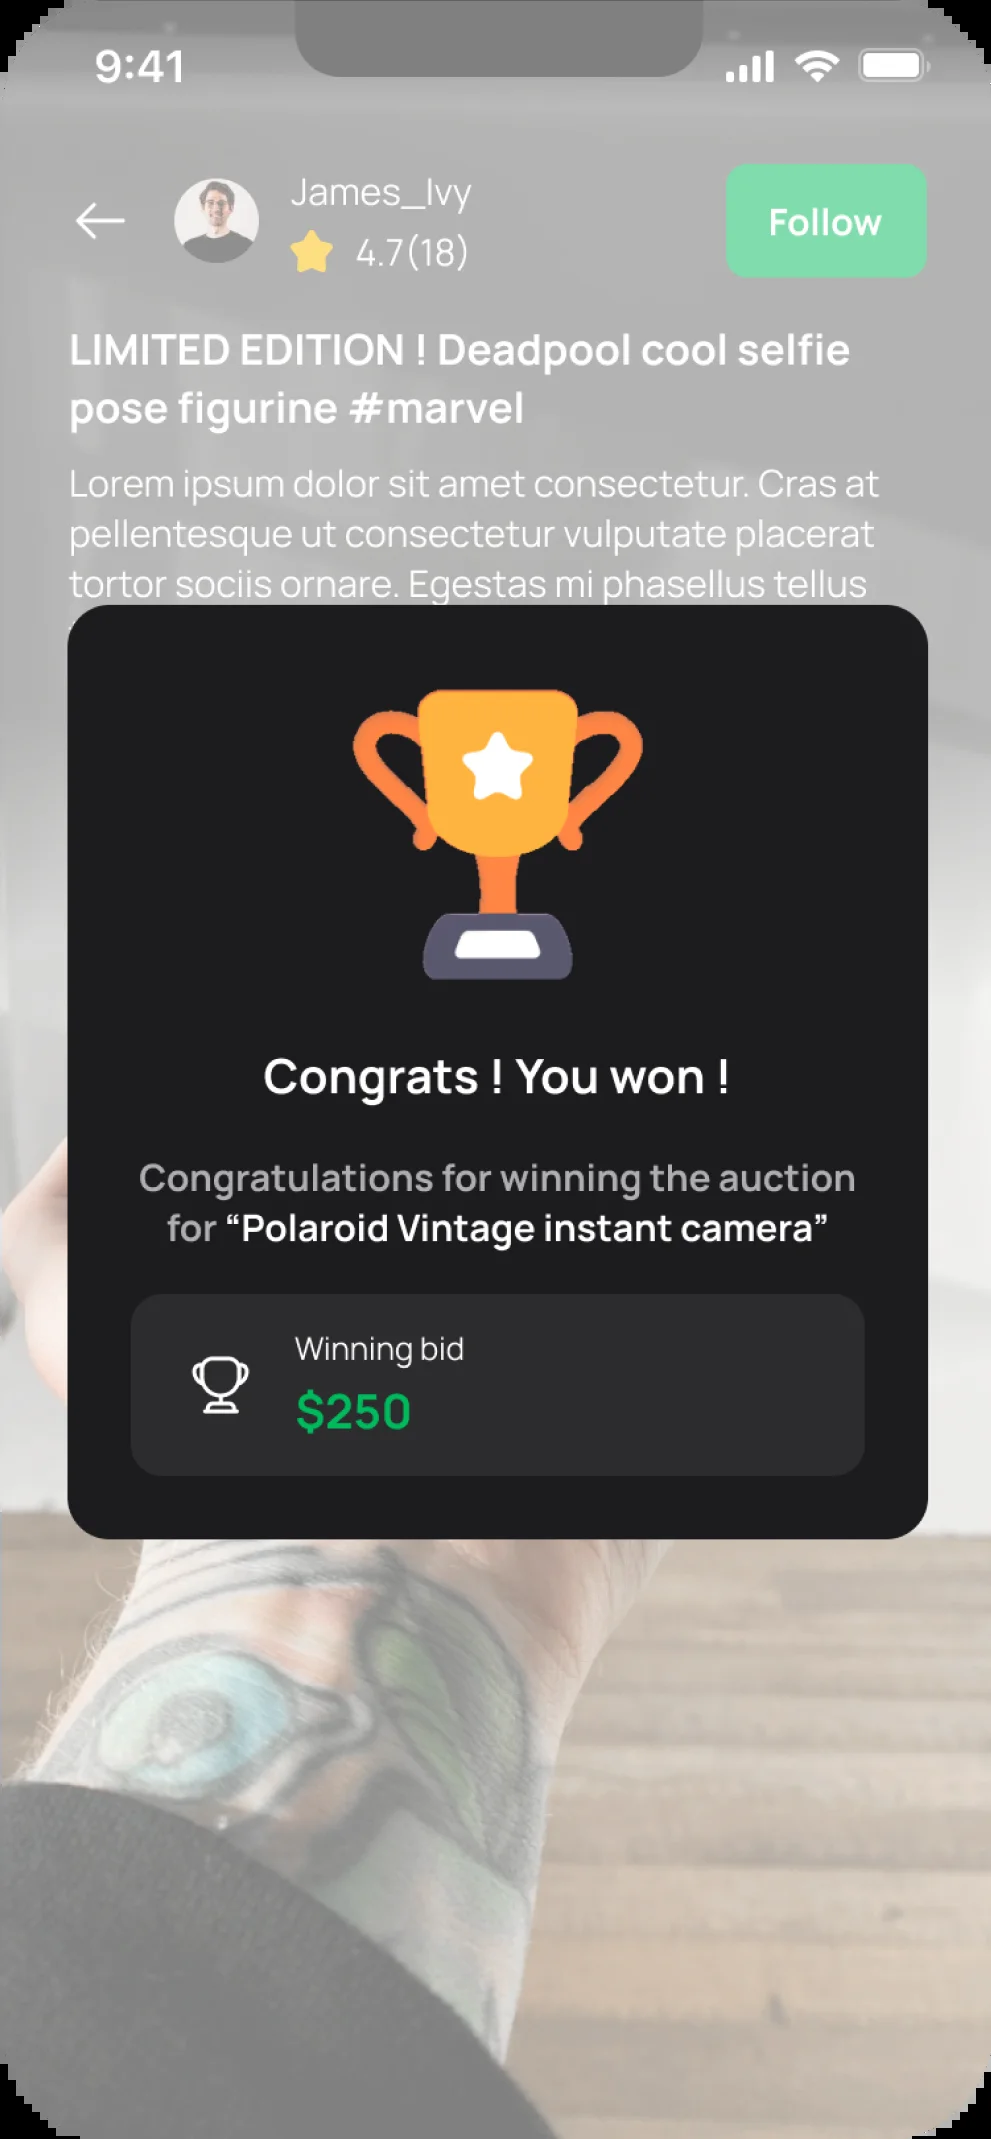 9:41
James_Ivy
4.7(18)
Follow
LIMITED EDITION ! Deadpool cool selfie
pose figurine #marvel
Lorem ipsum dolor sit amet consectetur. Cras at
pellentesque ut consectetur vulputate placerat
tortor sociis ornare. Egestas mi phasellus tellus
Congrats ! You won !
Congratulations for winning the auction
for “Polaroid Vintage instant camera”
Winning bid
$250